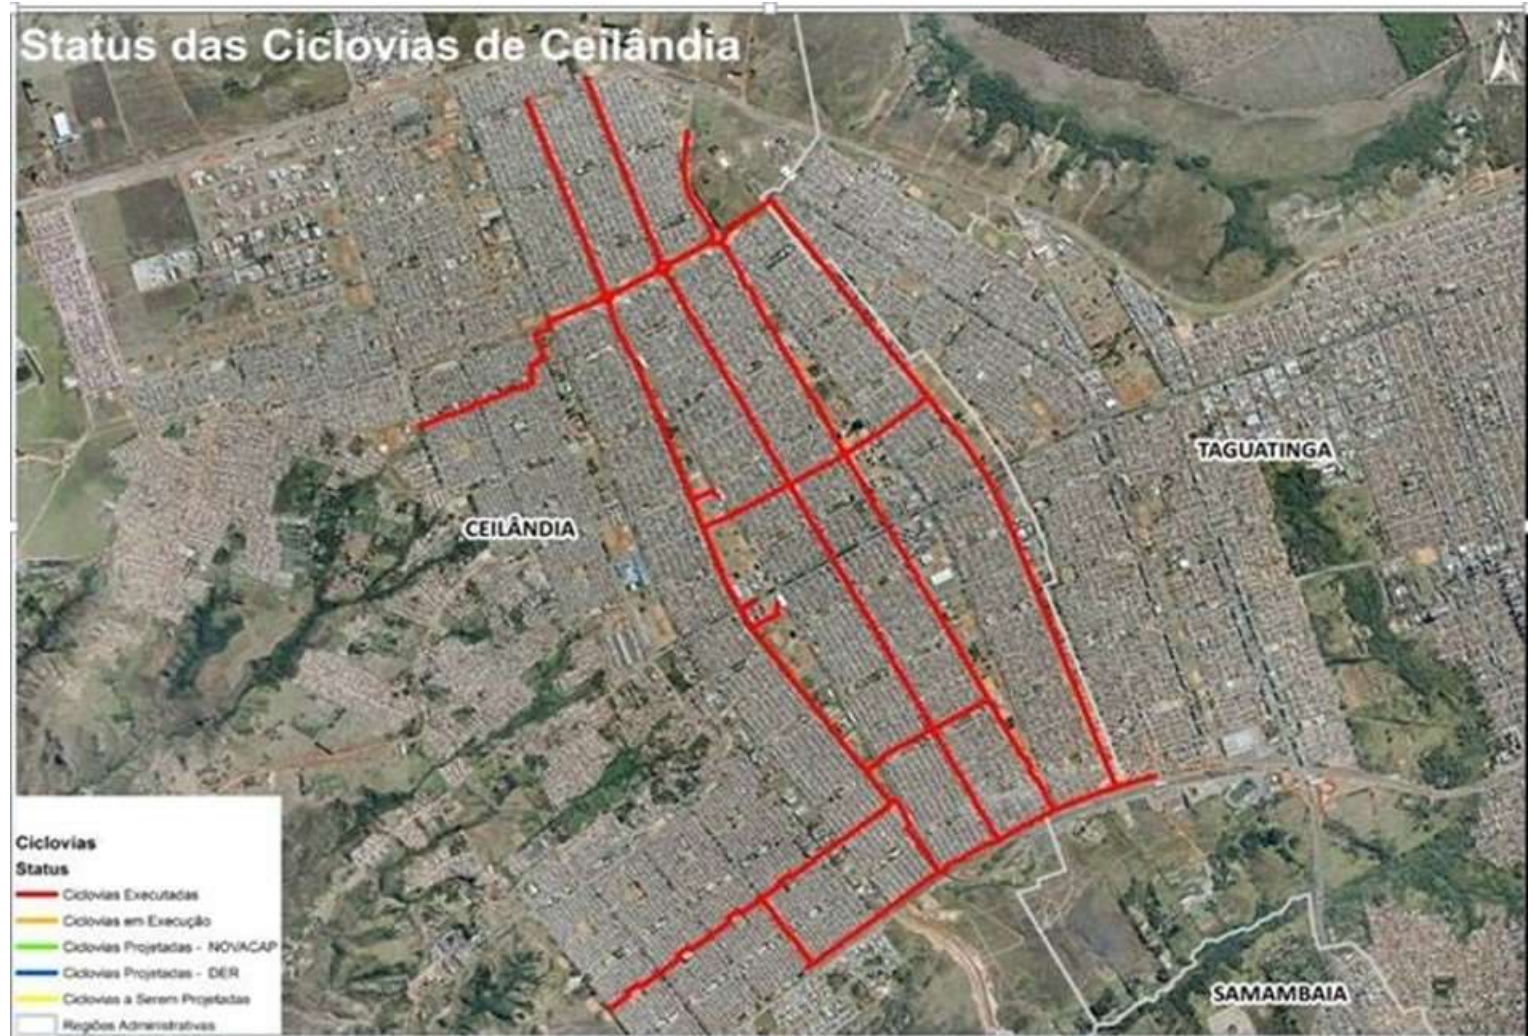 Status das Ciclovias de Ceilândia
N
TAGUATINGA
CEILÂNDIA
Ciclovias
Status
Ciclovias Executadas
Ciclovias em Execução
Ciclovias Projetadas - NOVACAP
Ciclovias Projetadas - DER
Ciclovias a Serem Projetadas
SAMAMBAIA
Regiões Administrativas